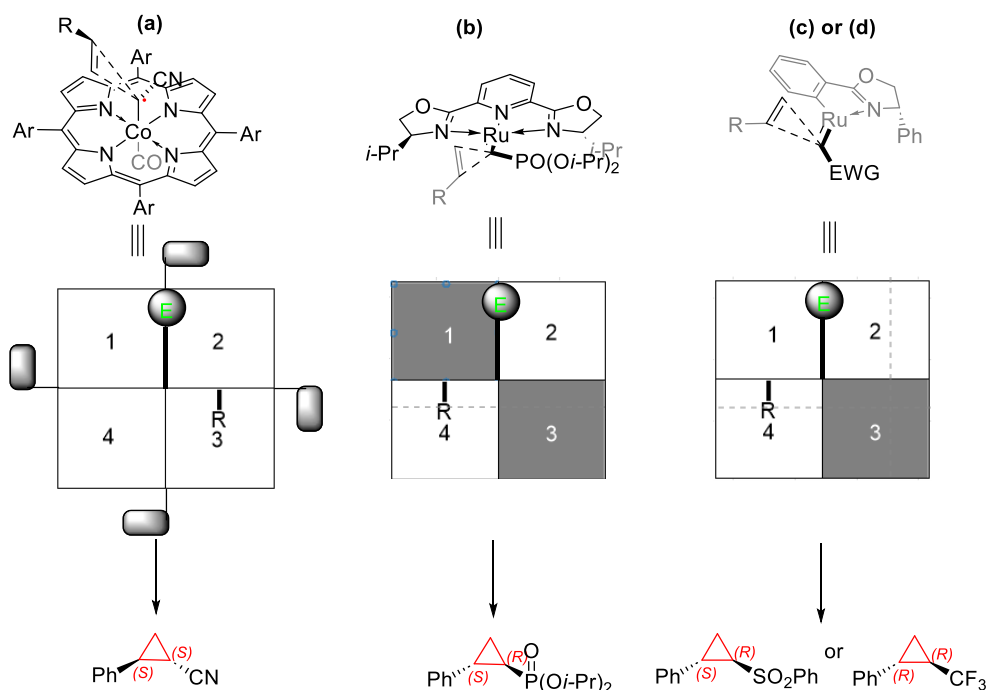 (a)
(b)
(c) or (d)
R
Ar
CN
N
N
Ar
Co
Ar
N
N
CO
Ar
O
N
O
N
Ru
N
i-Pr
i-Pr
PO(Oi-Pr)2
R
O
Ru
N
R
Ph
EWG
E
1
2
4
R
3
E
1
2
R
4
3
E
1
2
R
4
3
Ph
(S)
(S)
CN
Ph
(S)
(R)
O
P(Oi-Pr)2
Ph
(S)
(R)
SO2Ph
or
Ph
(R)
(R)
CF3